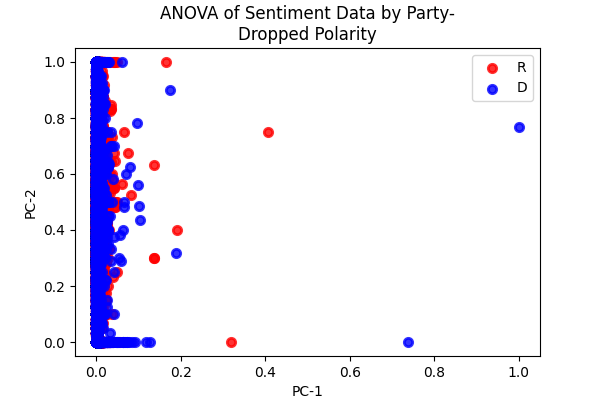 ANOVA of Sentiment Data by Party-
Dropped Polarity
R
D
1.0
0.8
0.6
0.4
0.2
0.0
PC-2
0.0 0.2 0.4 0.6 0.8 1.0
PC-1